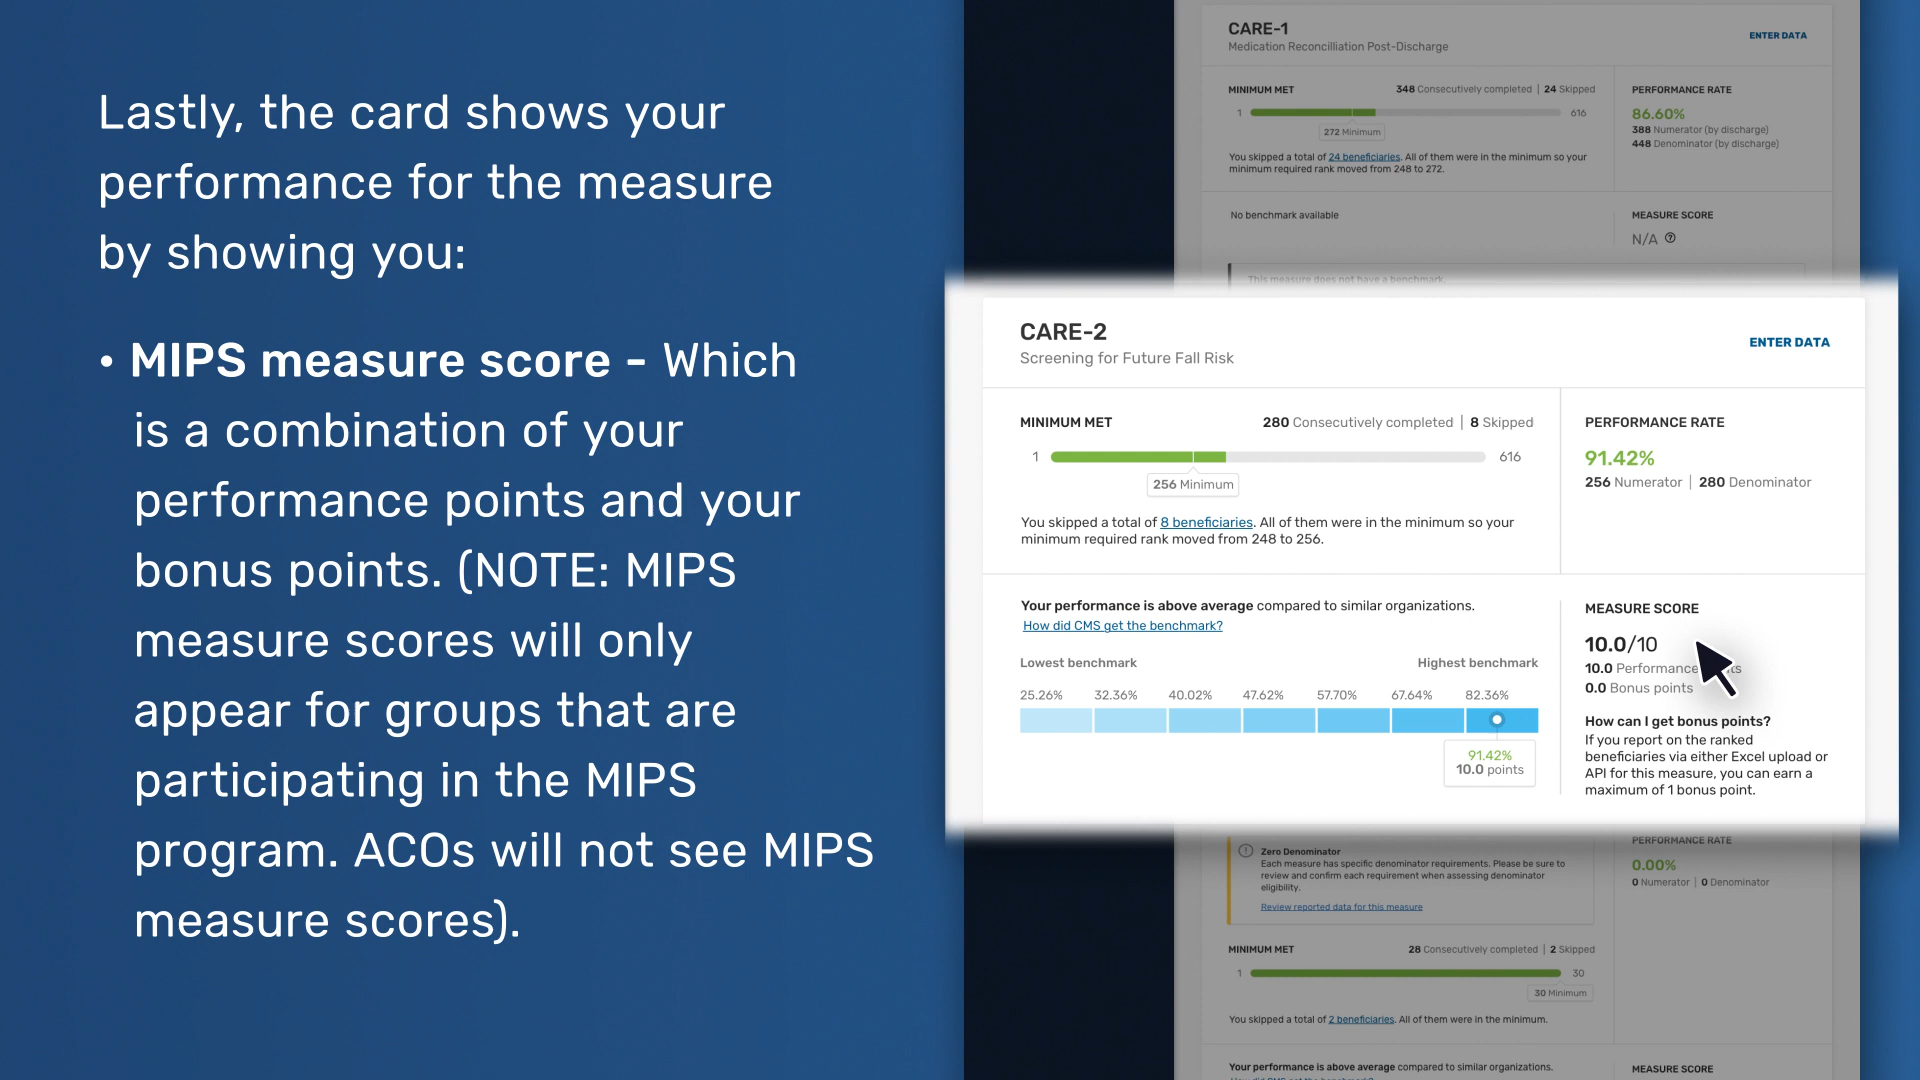 Lastly, the card shows your
performance for the measure
by showing you:
• MIPS measure score - Which
is a combination of your
performance points and your
bonus points. (NOTE: MIPS
measure scores will only
appear for groups that are
participating in the MIPS
program. ACOs will not see MIPS
measure scores).
CARE-1
Medication Reconcilliation Post-Discharge
ENTER DATA
MINIMUM MET
348 Consecutively completed | 24 Skipped
1
616
272 Minimum
You skipped a total of 24 beneficiaries. All of them were in the minimum so your
minimum required rank moved from 248 to 272.
PERFORMANCE RATE
86.60%
388 Numerator (by discharge)
448 Denominator (by discharge)
No benchmark available
MEASURE SCORE
N/A ?
This measure does not have a benchmark.
CARE-2
Screening for Future Fall Risk
ENTER DATA
MINIMUM MET
280 Consecutively completed | 8 Skipped
1
616
256 Minimum
You skipped a total of 8 beneficiaries. All of them were in the minimum so your
minimum required rank moved from 248 to 256.
PERFORMANCE RATE
91.42%
256 Numerator | 280 Denominator
Your performance is above average compared to similar organizations.
How did CMS get the benchmark?
Lowest benchmark
Highest benchmark
25.26% 32.36% 40.02% 47.62% 57.70% 67.64% 82.36%
91.42%
10.0 points
MEASURE SCORE
10.0/10
10.0 Performance
0.0 Bonus points
How can I get bonus points?
If you report on the ranked
beneficiaries via either Excel upload or
API for this measure, you can earn a
maximum of 1 bonus point.
! Zero Denominator
Each measure has specific denominator requirements. Please be sure to
review and confirm each requirement when assessing denominator
eligibility.
Review reported data for this measure
PERFORMANCE RATE
0.00%
0 Numerator | 0 Denominator
MINIMUM MET
28 Consecutively completed | 2 Skipped
1
30
30 Minimum
You skipped a total of 2 beneficiaries. All of them were in the minimum.
Your performance is above average compared to similar organizations.
MEASURE SCORE